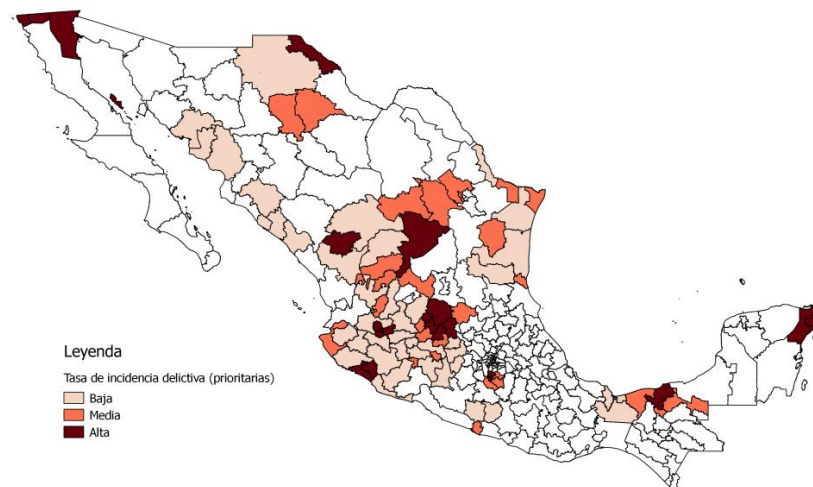 Leyenda
Tasa de incidencia delictiva (prioritarias)
Baja
Media
Alta